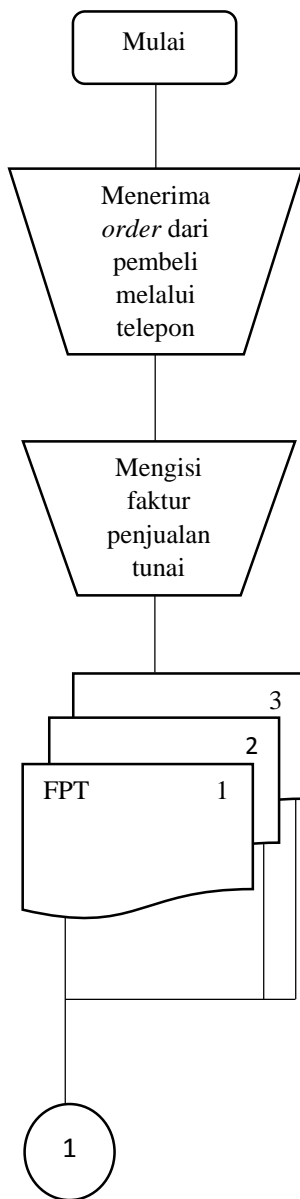 Mulai
Menerima
order dari
pembeli
melalui
telepon
Mengisi
faktur
penjualan
tunai
3
2
FPT 1
1